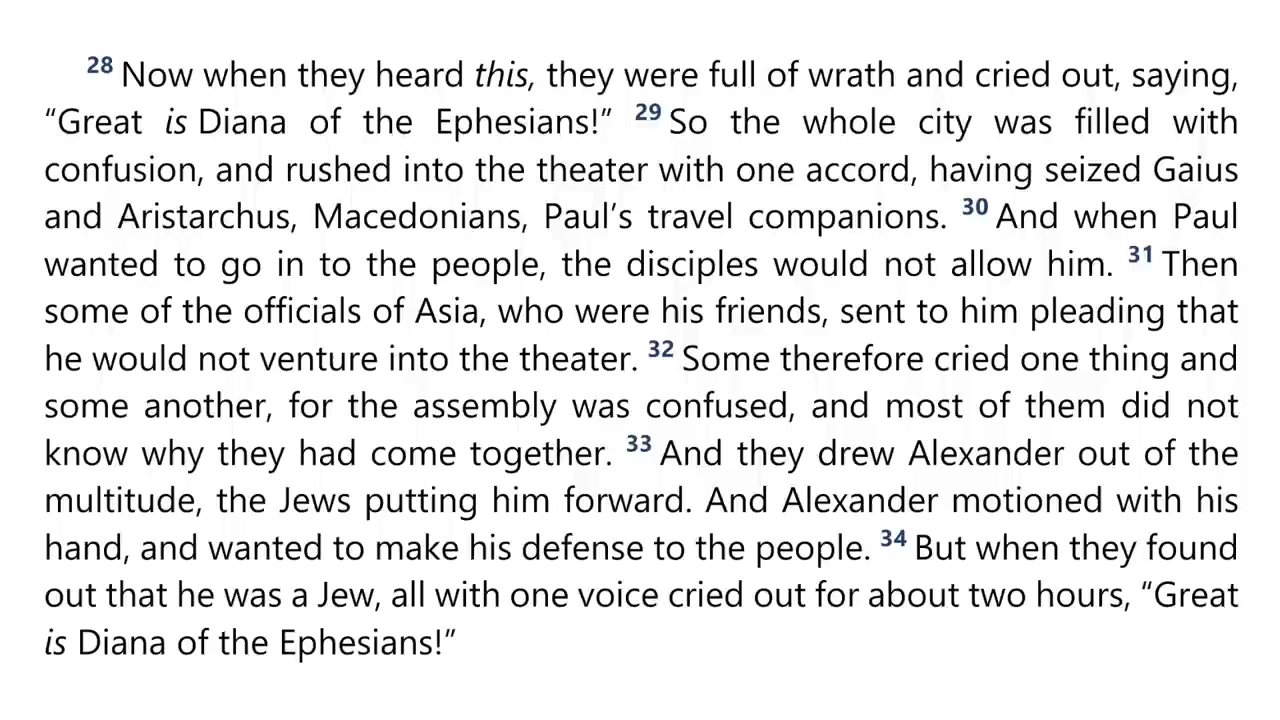 28 Now when they heard this, they were full of wrath and cried out, saying,
“Great is Diana of the Ephesians!” 29 So the whole city was filled with
confusion, and rushed into the theater with one accord, having seized Gaius
and Aristarchus, Macedonians, Paul’s travel companions. 30 And when Paul
wanted to go in to the people, the disciples would not allow him. 31 Then
some of the officials of Asia, who were his friends, sent to him pleading that
he would not venture into the theater. 32 Some therefore cried one thing and
some another, for the assembly was confused, and most of them did not
know why they had come together. 33 And they drew Alexander out of the
multitude, the Jews putting him forward. And Alexander motioned with his
hand, and wanted to make his defense to the people. 34 But when they found
out that he was a Jew, all with one voice cried out for about two hours, “Great
is Diana of the Ephesians!”